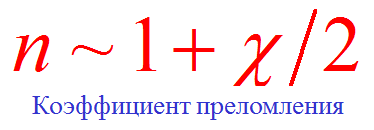 n ~ 1 + χ/2
Коэффициент преломления